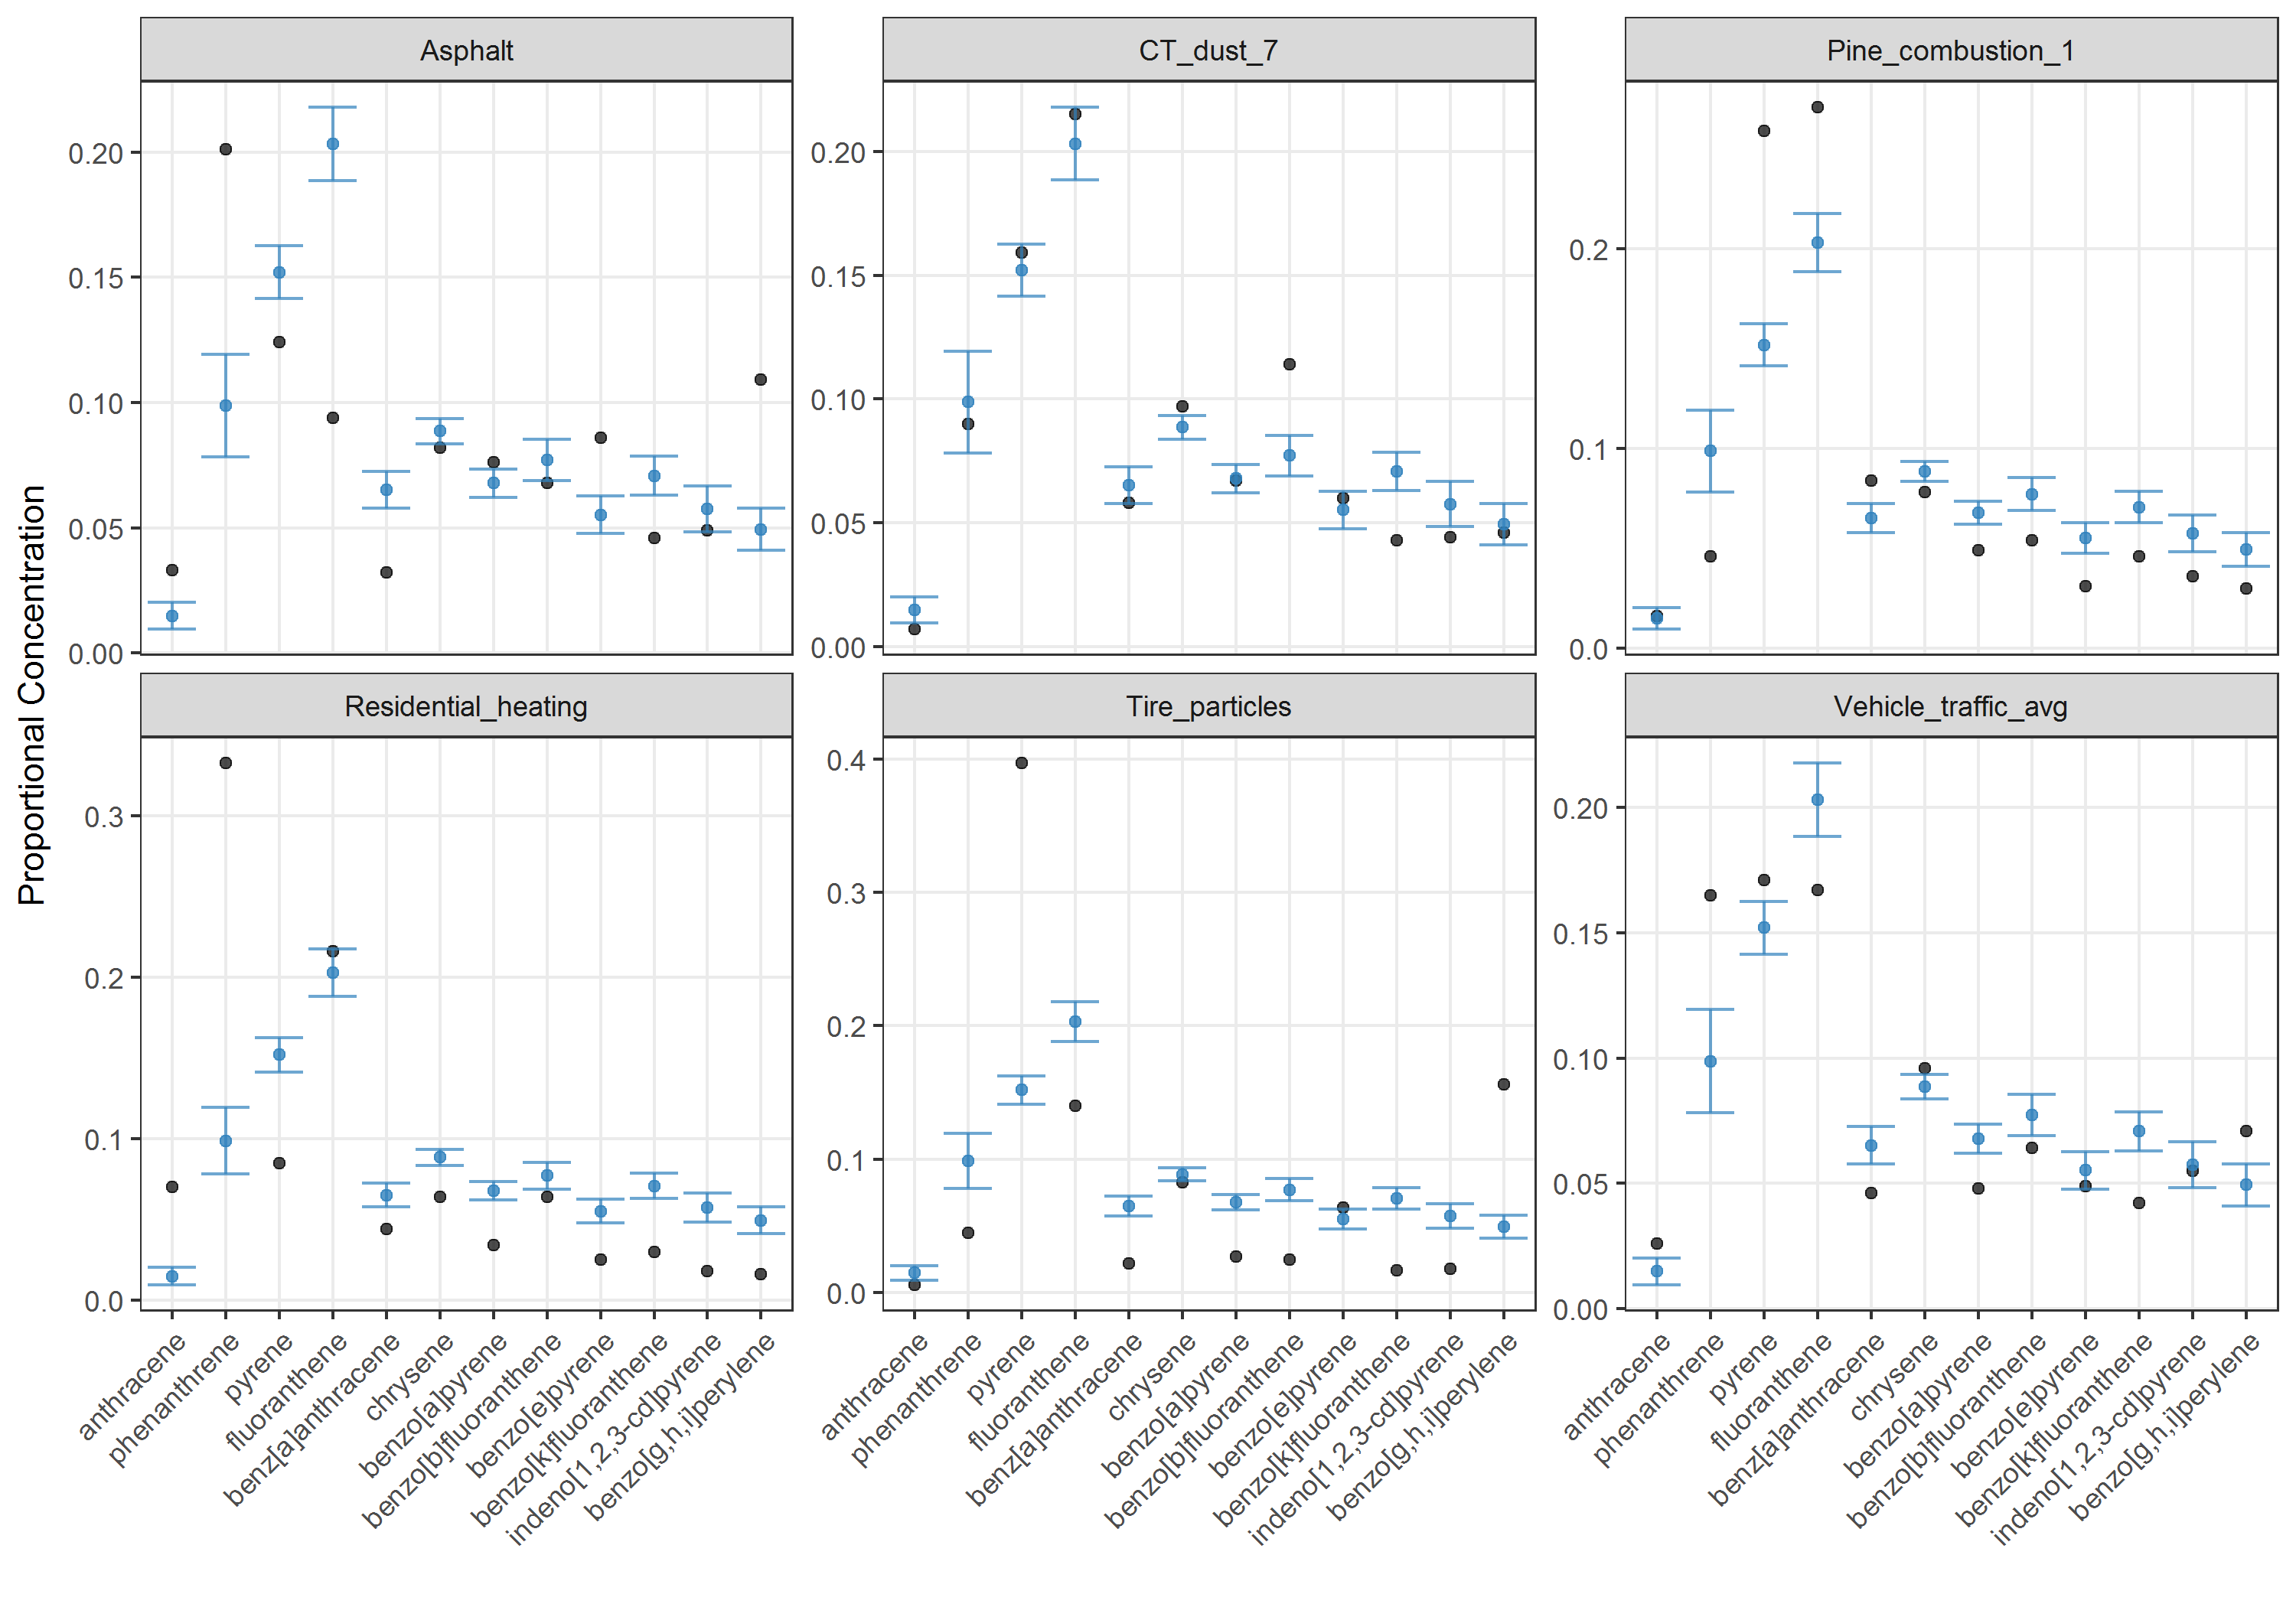 Asphalt
CT_dust_7
Pine_combustion_1
Proportional Concentration
0.20
0.15
0.10
0.05
0.00
0.20
0.15
0.10
0.05
0.00
0.2
0.1
0.0
Residential_heating
Tire_particles
Vehicle_traffic_avg
0.3
0.2
0.1
0.0
0.4
0.3
0.2
0.1
0.0
0.20
0.15
0.10
0.05
0.00
anthracene
phenanthrene
pyrene
fluoranthene
benz[a]anthracene
chrysene
benzo[a]pyrene
benzo[b]fluoranthene
benzo[e]pyrene
benzo[k]fluoranthene
indeno[1,2,3-cd]pyrene
benzo[g,h,i]perylene
anthracene
phenanthrene
pyrene
fluoranthene
benz[a]anthracene
chrysene
benzo[a]pyrene
benzo[b]fluoranthene
benzo[e]pyrene
benzo[k]fluoranthene
indeno[1,2,3-cd]pyrene
benzo[g,h,i]perylene
anthracene
phenanthrene
pyrene
fluoranthene
benz[a]anthracene
chrysene
benzo[a]pyrene
benzo[b]fluoranthene
benzo[e]pyrene
benzo[k]fluoranthene
indeno[1,2,3-cd]pyrene
benzo[g,h,i]perylene